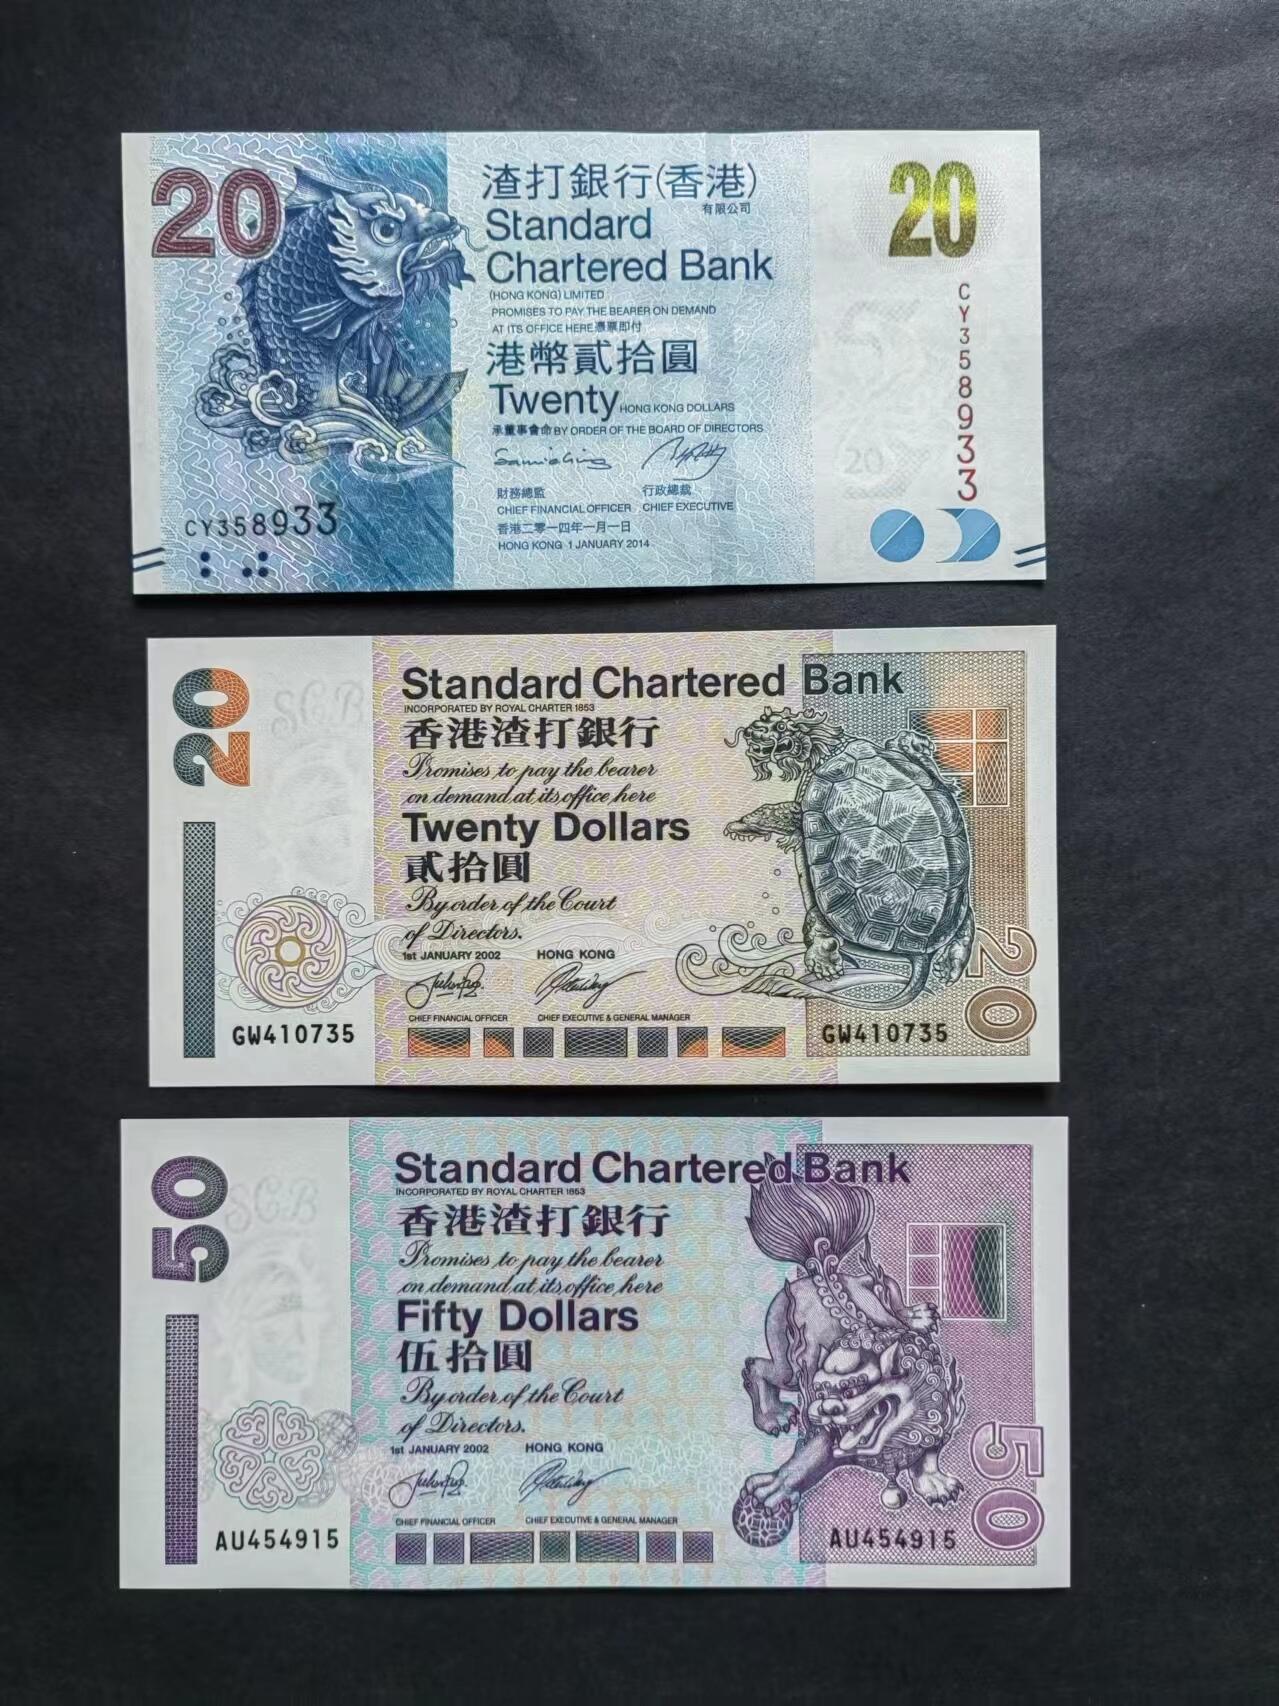 20
渣打銀行(香港)
有限公司
Standard
Chartered Bank
(HONG KONG) LIMITED
PROMISES TO PAY THE BEARER ON DEMAND
AT ITS OFFICE HERE 憑票即付
港幣貳拾圓
Twenty HONG KONG DOLLARS
承董事會命 BY ORDER OF THE BOARD OF DIRECTORS
財務總監 行政總裁
CHIEF FINANCIAL OFFICER CHIEF EXECUTIVE
香港二零一四年一月一日
HONG KONG 1 JANUARY 2014
CY358933
20
CY358933
20
20
Standard Chartered Bank
INCORPORATED BY ROYAL CHARTER 1853
香港渣打銀行
Promises to pay the bearer
on demand at its office here
Twenty Dollars
貳拾圓
By order of the Court
of Directors.
1st JANUARY 2002 HONG KONG
CHIEF FINANCIAL OFFICER CHIEF EXECUTIVE & GENERAL MANAGER
GW410735
GW410735
20
SCB
50
Standard Chartered Bank
INCORPORATED BY ROYAL CHARTER 1853
香港渣打銀行
Promises to pay the bearer
on demand at its office here
Fifty Dollars
伍拾圓
By order of the Court
of Directors.
1st JANUARY 2002 HONG KONG
CHIEF FINANCIAL OFFICER CHIEF EXECUTIVE & GENERAL MANAGER
AU454915
AU454915
50
SCB